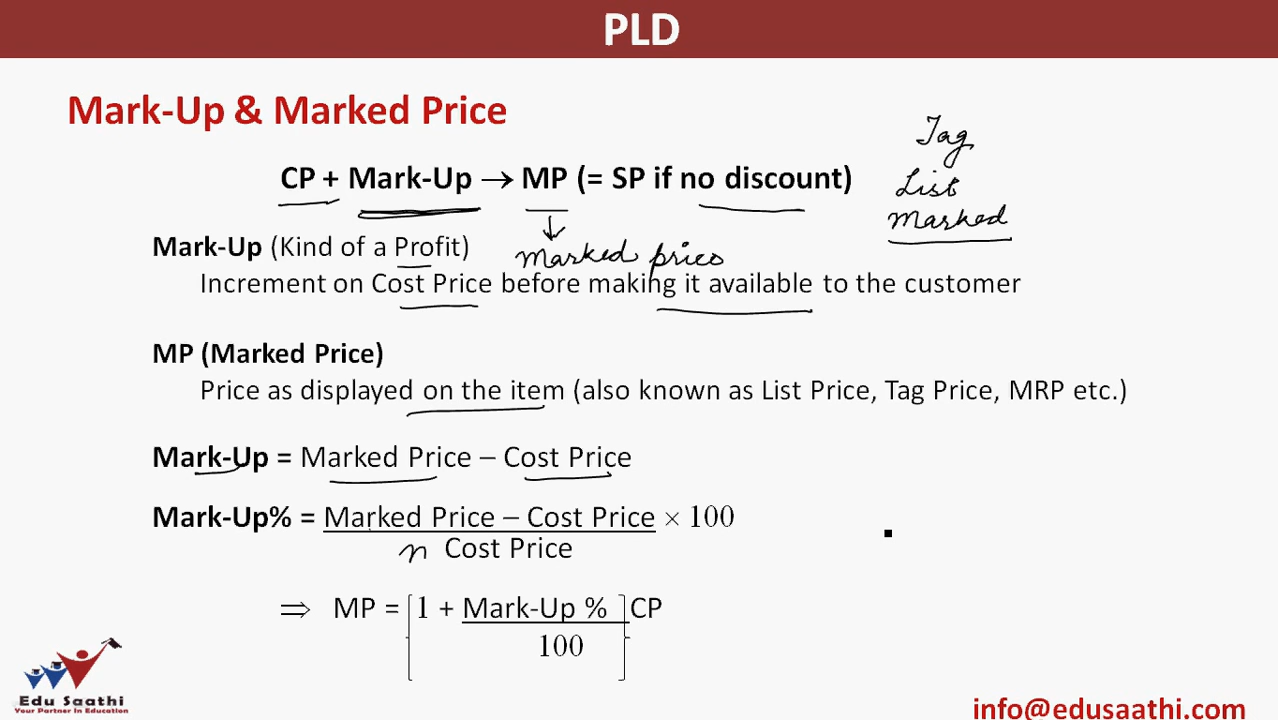 PLD
Mark-Up & Marked Price
Tag
CP + Mark-Up → MP (= SP if no discount)
List
Marked
Mark-Up (Kind of a Profit)
marked price
Increment on Cost Price before making it available to the customer
MP (Marked Price)
Price as displayed on the item (also known as List Price, Tag Price, MRP etc.)
Mark-Up = Marked Price – Cost Price
Mark-Up% = Marked Price – Cost Price × 100
n Cost Price
⇒ MP = [1 + Mark-Up % ] CP
100
Edu Saathi
Your Partner In Education
info@edusaathi.com